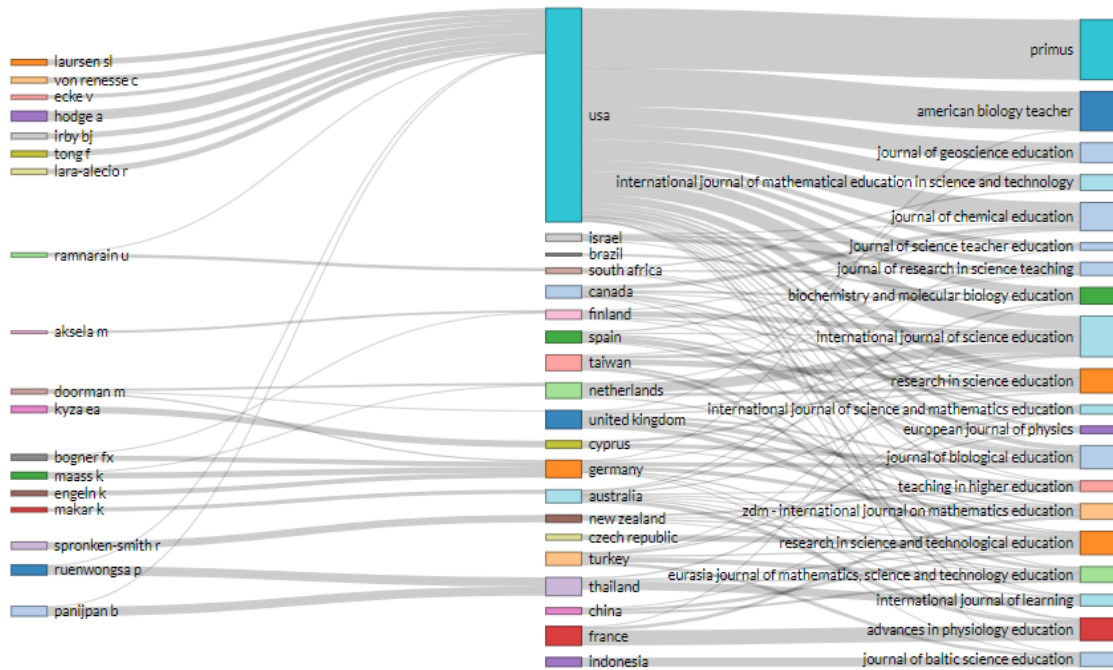 laursen sl
von renesse c
ecke v
hodge a
irby bj
tong f
lara-alecio r
ramnarain u
aksela m
doorman m
kyza ea
bogner fx
maass k
engeln k
makar k
spronken-smith r
ruenwongsa p
panijpan b
usa
israel
brazil
south africa
canada
finland
spain
taiwan
netherlands
united kingdom
cyprus
germany
australia
new zealand
czech republic
turkey
thailand
china
france
indonesia
primus
american biology teacher
journal of geoscience education
international journal of mathematical education in science and technology
journal of chemical education
journal of science teacher education
journal of research in science teaching
biochemistry and molecular biology education
international journal of science education
research in science education
international journal of science and mathematics education
european journal of physics
journal of biological education
teaching in higher education
zdm - international journal on mathematics education
research in science and technological education
eurasia journal of mathematics, science and technology education
international journal of learning
advances in physiology education
journal of baltic science education